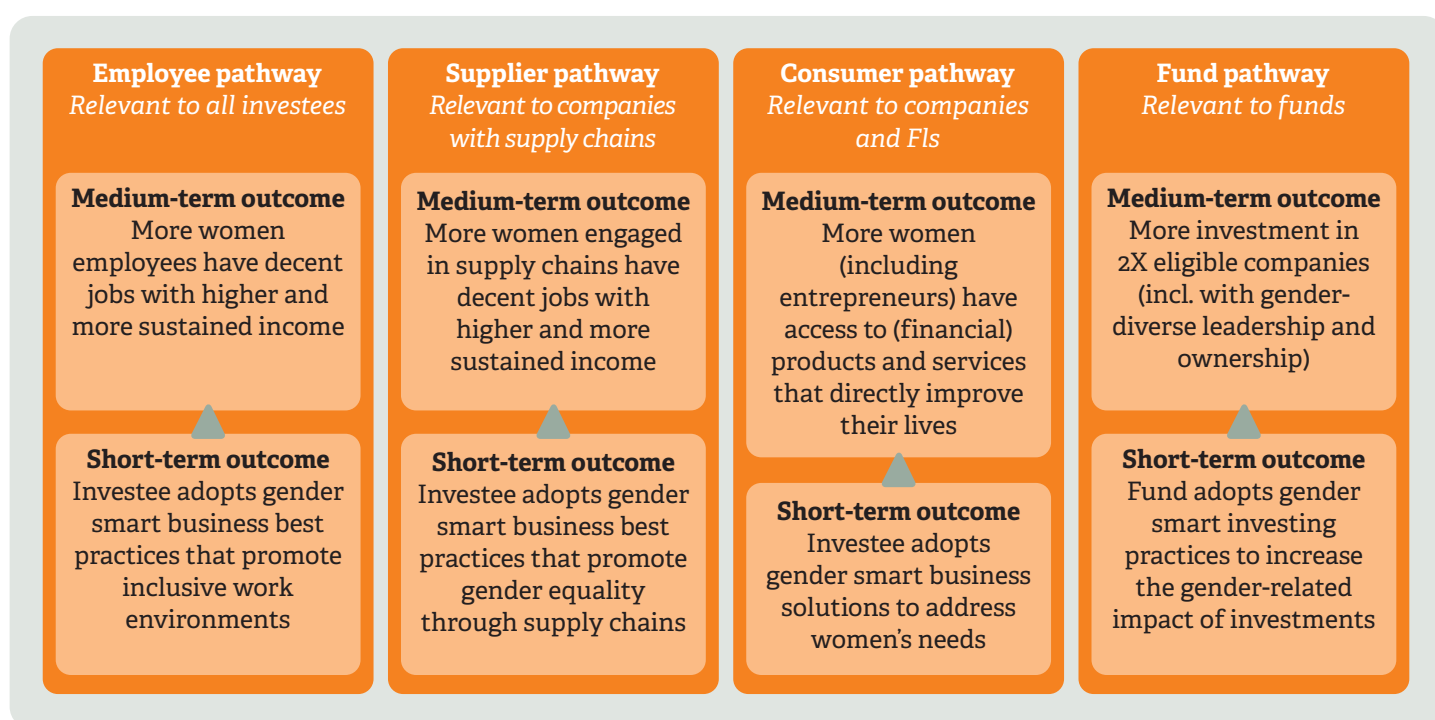 Employee pathway
Relevant to all investees
Medium-term outcome
More women
employees have decent
jobs with higher and
more sustained income
Short-term outcome
Investee adopts gender
smart business best
practices that promote
inclusive work
environments
Supplier pathway
Relevant to companies
with supply chains
Medium-term outcome
More women engaged
in supply chains have
decent jobs with
higher and more
sustained income
Short-term outcome
Investee adopts gender
smart business best
practices that promote
gender equality
through supply chains
Consumer pathway
Relevant to companies
and FIs
Medium-term outcome
More women
(including
entrepreneurs) have
access to (financial)
products and services
that directly improve
their lives
Short-term outcome
Investee adopts
gender smart business
solutions to address
women’s needs
Fund pathway
Relevant to funds
Medium-term outcome
More investment in
2X eligible companies
(incl. with gender-
diverse leadership and
ownership)
Short-term outcome
Fund adopts gender
smart investing
practices to increase
the gender-related
impact of investments